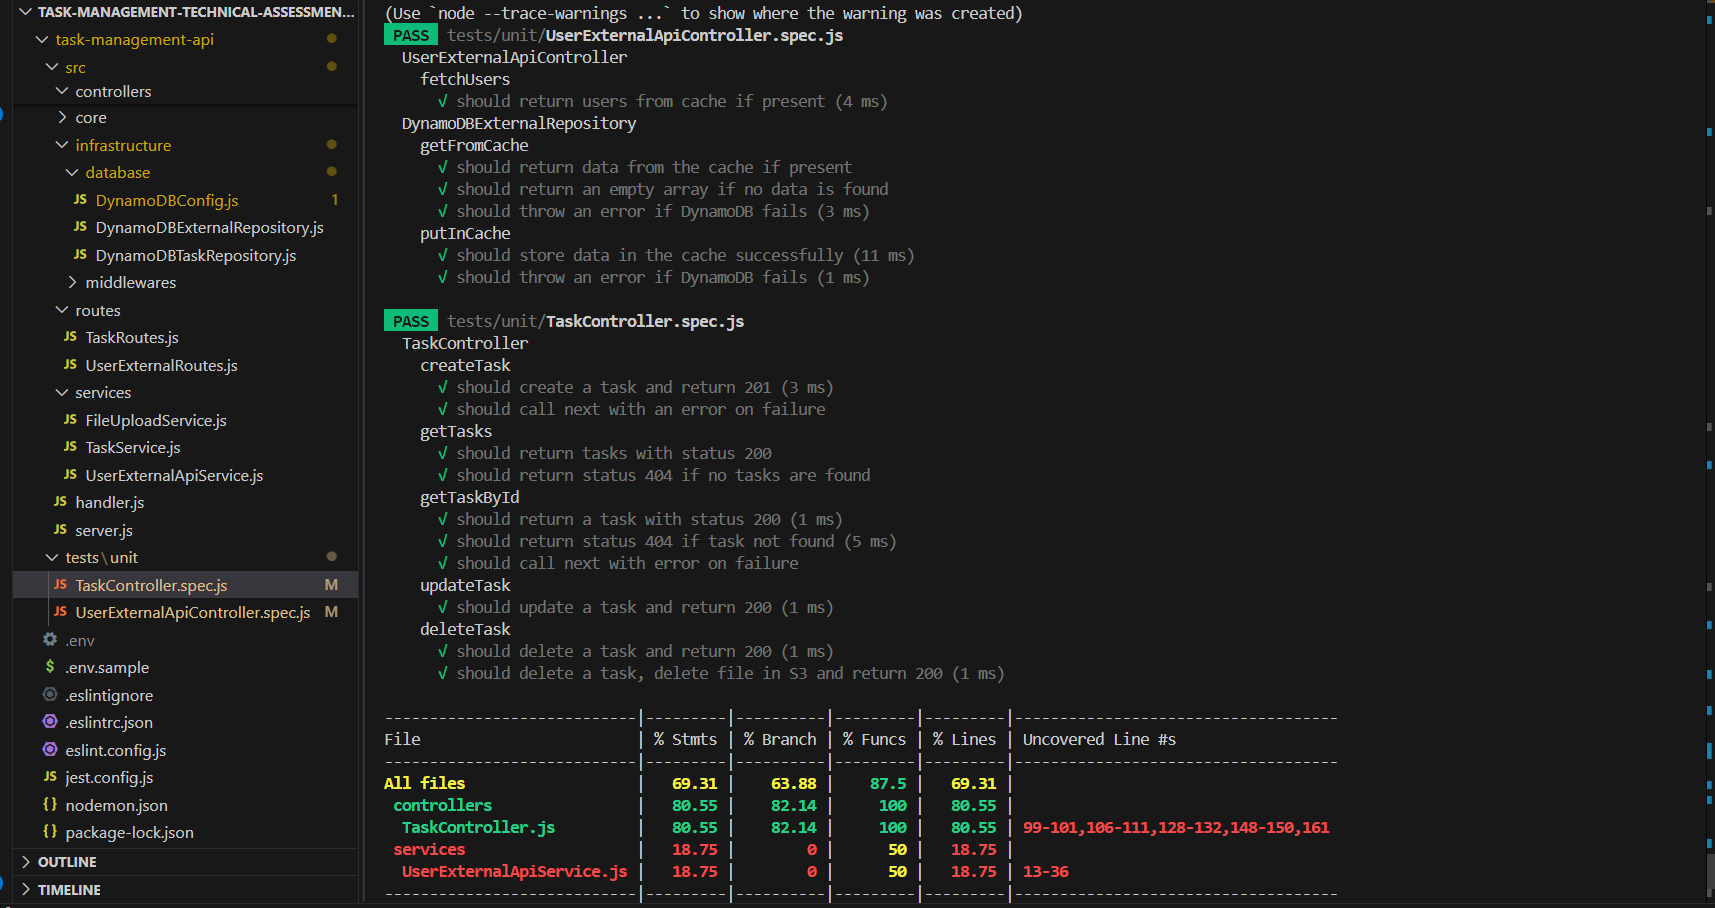 TASK-MANAGEMENT-TECHNICAL-ASSESSMEN...
task-management-api
src
controllers
core
infrastructure
database
JS DynamoDBConfig.js 1
JS DynamoDBExternalRepository.js
JS DynamoDBTaskRepository.js
middlewares
routes
JS TaskRoutes.js
JS UserExternalRoutes.js
services
JS FileUploadService.js
JS TaskService.js
JS UserExternalApiService.js
JS handler.js
JS server.js
tests\unit
JS TaskController.spec.js M
JS UserExternalApiController.spec.js M
.env
$ .env.sample
.eslintignore
.eslintrc.json
eslint.config.js
JS jest.config.js
{} nodemon.json
{} package-lock.json
OUTLINE
TIMELINE
(Use `node --trace-warnings ...` to show where the warning was created)
PASS tests/unit/UserExternalApiController.spec.js
UserExternalApiController
fetchUsers
√ should return users from cache if present (4 ms)
DynamoDBExternalRepository
getFromCache
√ should return data from the cache if present
√ should return an empty array if no data is found
√ should throw an error if DynamoDB fails (3 ms)
putInCache
√ should store data in the cache successfully (11 ms)
√ should throw an error if DynamoDB fails (1 ms)
PASS tests/unit/TaskController.spec.js
TaskController
createTask
√ should create a task and return 201 (3 ms)
√ should call next with an error on failure
getTasks
√ should return tasks with status 200
√ should return status 404 if no tasks are found
getTaskById
√ should return a task with status 200 (1 ms)
√ should return status 404 if task not found (5 ms)
√ should call next with error on failure
updateTask
√ should update a task and return 200 (1 ms)
deleteTask
√ should delete a task and return 200 (1 ms)
√ should delete a task, delete file in S3 and return 200 (1 ms)
----------------------------|---------|----------|---------|---------|------------------------------------
File | % Stmts | % Branch | % Funcs | % Lines | Uncovered Line #s
----------------------------|---------|----------|---------|---------|------------------------------------
All files | 69.31 | 63.88 | 87.5 | 69.31 |
controllers | 80.55 | 82.14 | 100 | 80.55 |
TaskController.js | 80.55 | 82.14 | 100 | 80.55 | 99-101,106-111,128-132,148-150,161
services | 18.75 | 0 | 50 | 18.75 |
UserExternalApiService.js | 18.75 | 0 | 50 | 18.75 | 13-36
----------------------------|---------|----------|---------|---------|------------------------------------